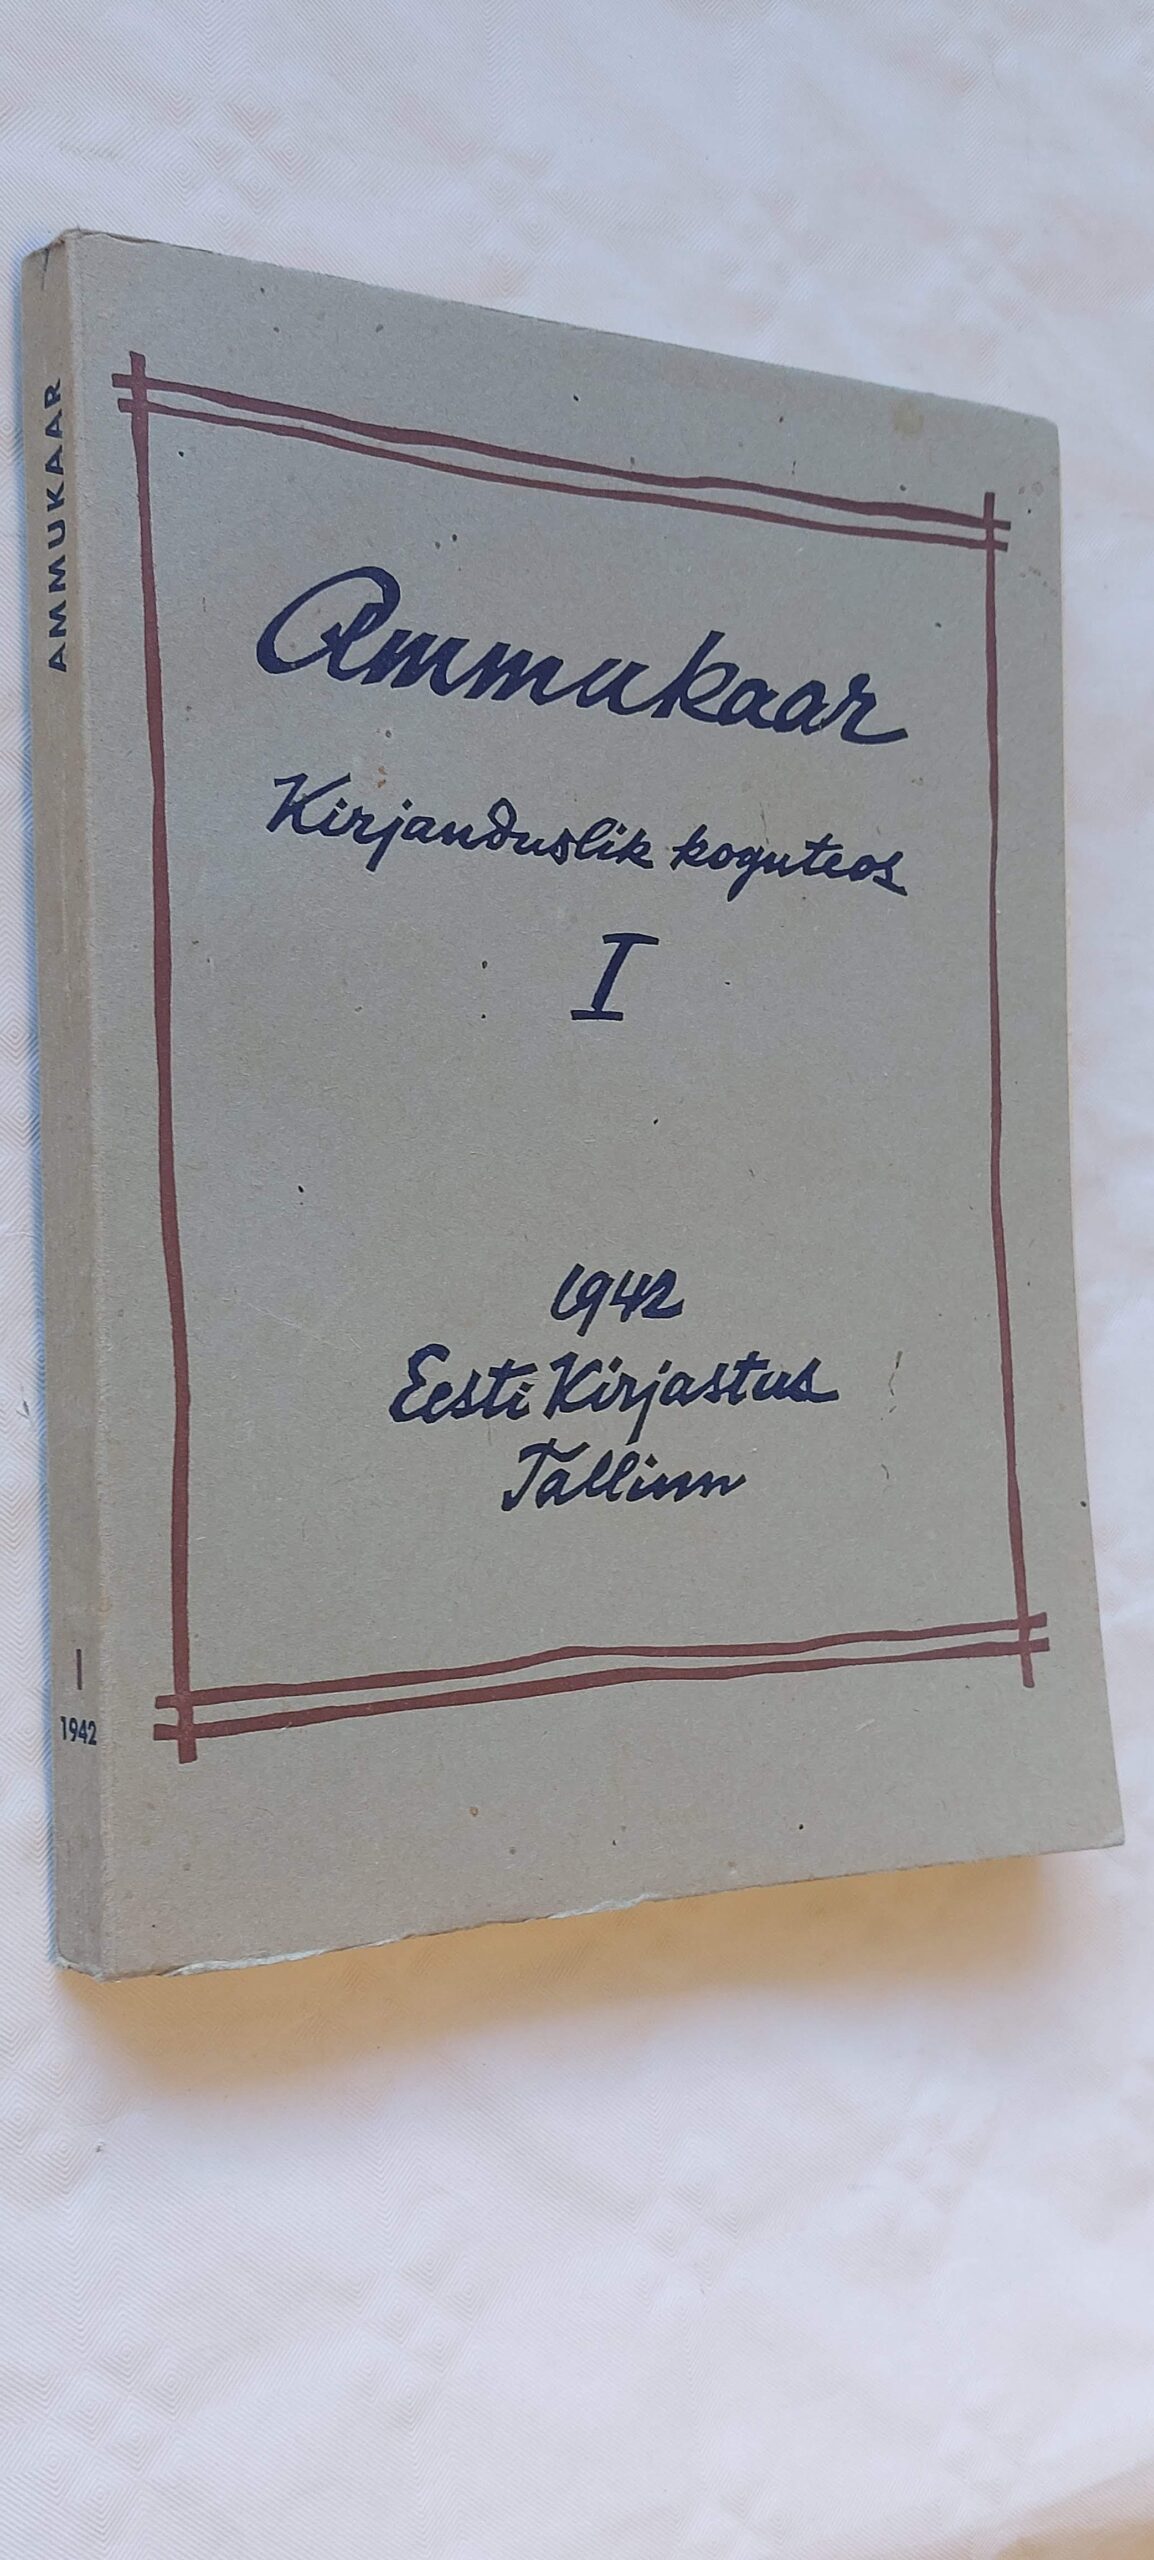 AMMUKAAR
I
1942
Ammukaar
Kirjanduslik koguteos
I
1942
Eesti Kirjastus
Tallinn